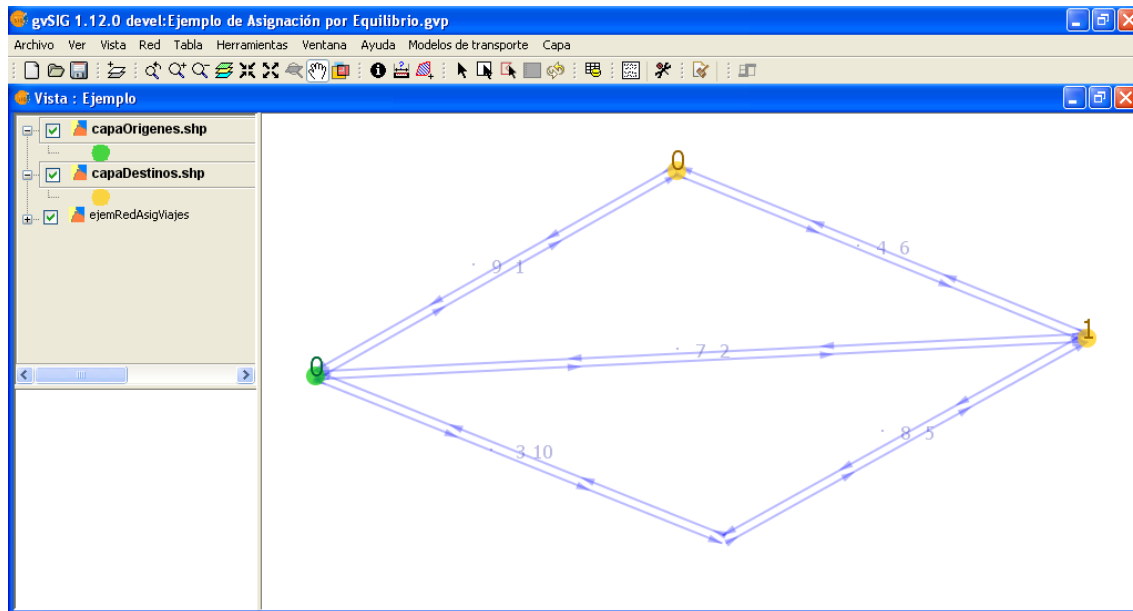 gvSIG 1.12.0 devel:Ejemplo de Asignación por Equilibrio.gvp
Archivo Ver Vista Red Tabla Herramientas Ventana Ayuda Modelos de transporte Capa
Vista : Ejemplo
capaOrigenes.shp
capaDestinos.shp
ejemRedAsigViajes
0
4 6
9 1
1
7 2
0
8 5
3 10